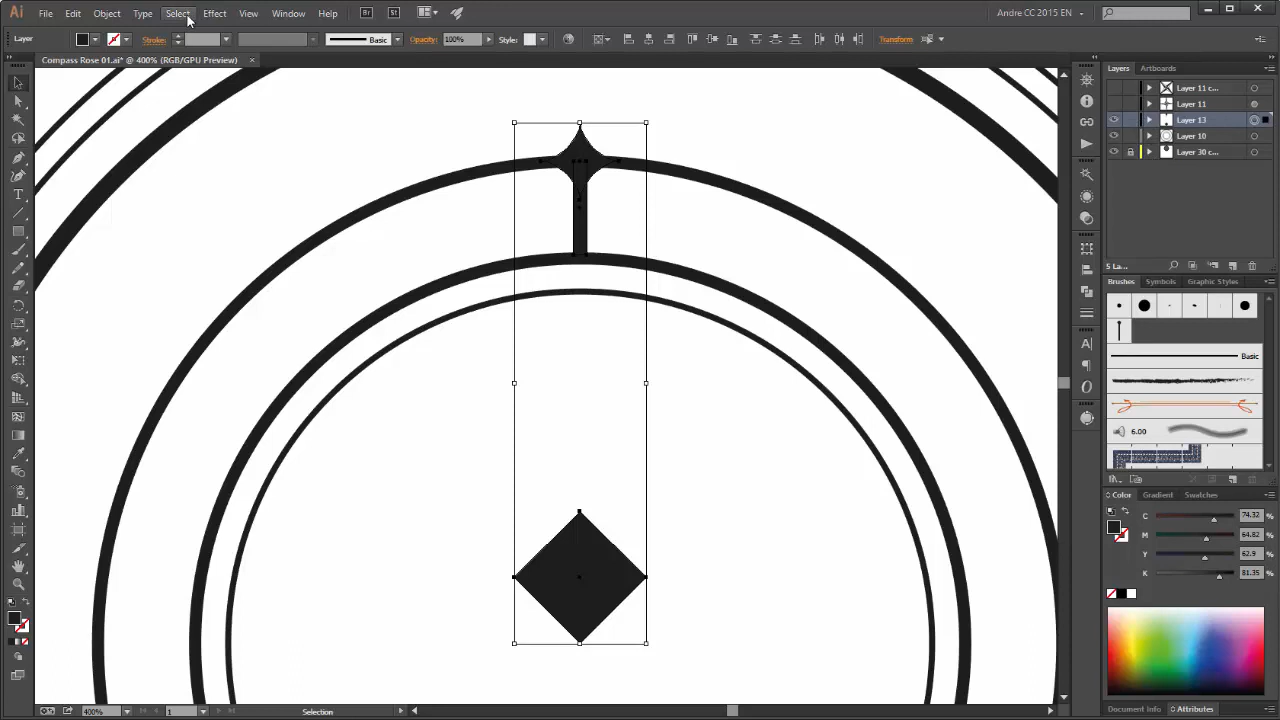 Ai File Edit Object Type Select Effect View Window Help Br St Andre CC 2015 EN
Layer Stroke: Basic Opacity: 100% Style: Transform
Compass Rose 01.ai* @ 400% (RGB/GPU Preview) ×
Layers Artboards
Layer 11 c...
Layer 11
Layer 13
Layer 10
Layer 30 c...
5 La...
Brushes Symbols Graphic Styles
Basic
6.00
Color Gradient Swatches
C 74.32
M 64.82
Y 62.9
K 81.35
400% 1 Selection
Document Info Attributes